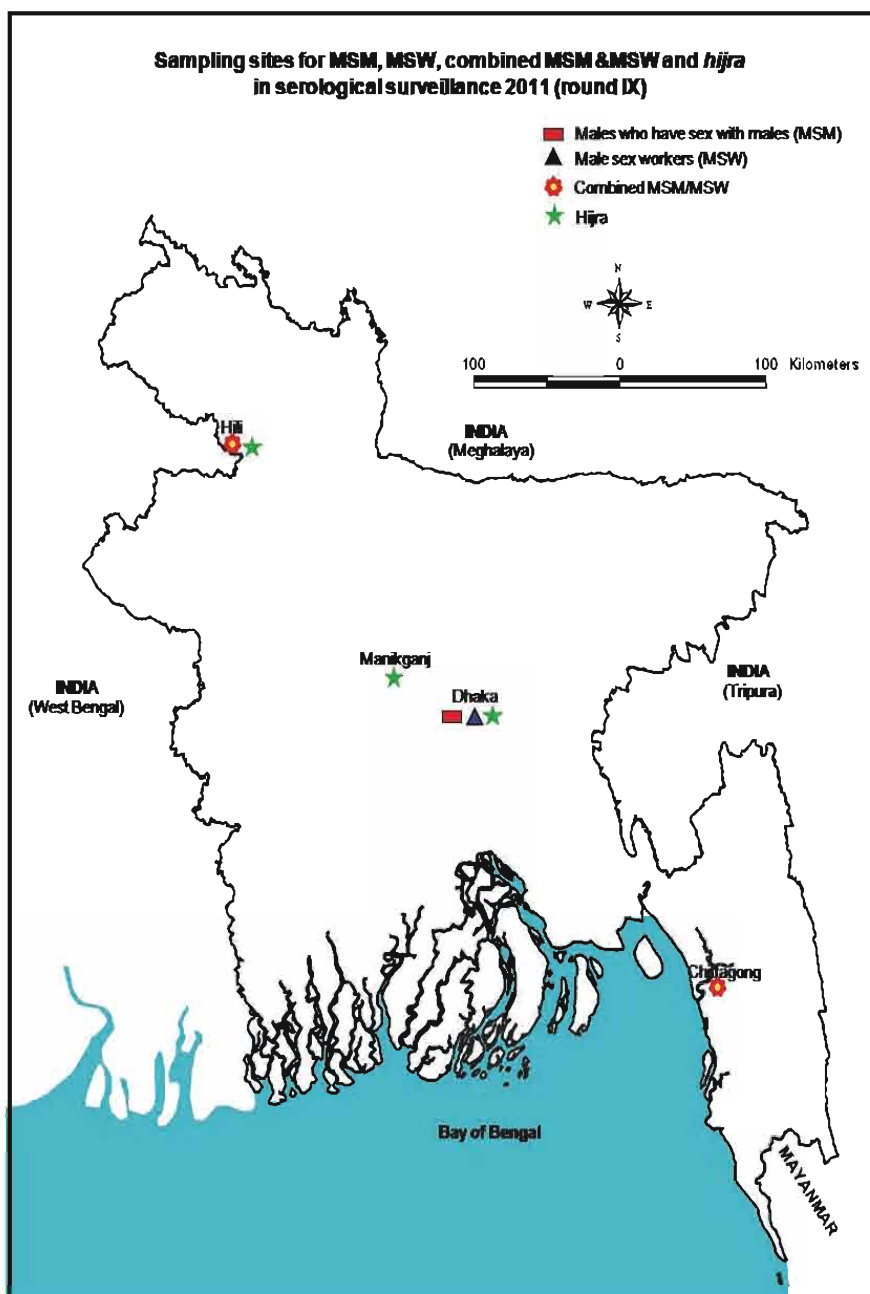 Sampling sites for MSM, MSW, combined MSM &MSW and hijra
in serological surveillance 2011 (round IX)
Males who have sex with males (MSM)
Male sex workers (MSW)
Combined MSM/MSW
Hijra
N
W E
S
100 0 100 Kilometers
Hili
INDIA
(Meghalaya)
Manikganj
Dhaka
INDIA
(West Bengal)
INDIA
(Tripura)
Chittagong
Bay of Bengal
MAYANMAR